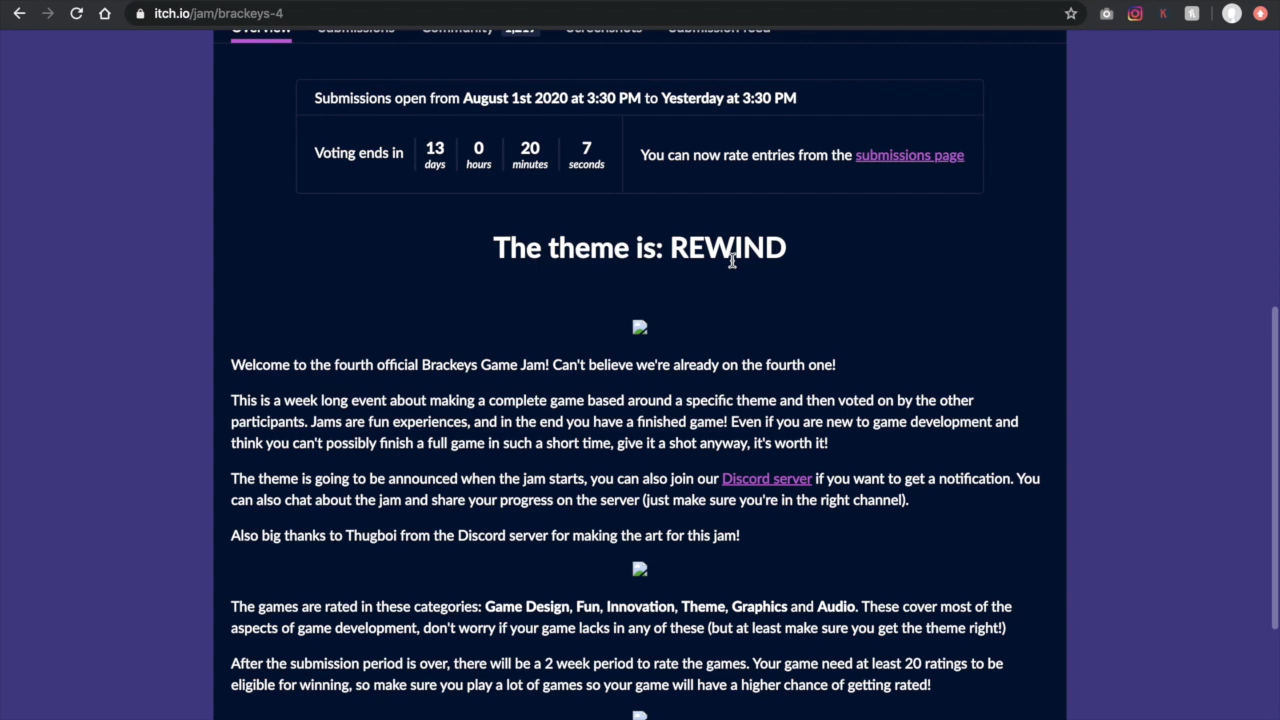 itch.io/jam/brackeys-4
Overview Submissions Community 1,217 Screenshots Submission feed
Submissions open from August 1st 2020 at 3:30 PM to Yesterday at 3:30 PM
Voting ends in 13 days 0 hours 20 minutes 7 seconds
You can now rate entries from the submissions page
The theme is: REWIND
Welcome to the fourth official Brackeys Game Jam! Can't believe we're already on the fourth one!
This is a week long event about making a complete game based around a specific theme and then voted on by the other
participants. Jams are fun experiences, and in the end you have a finished game! Even if you are new to game development and
think you can't possibly finish a full game in such a short time, give it a shot anyway, it's worth it!
The theme is going to be announced when the jam starts, you can also join our Discord server if you want to get a notification. You
can also chat about the jam and share your progress on the server (just make sure you're in the right channel).
Also big thanks to Thugboi from the Discord server for making the art for this jam!
The games are rated in these categories: Game Design, Fun, Innovation, Theme, Graphics and Audio. These cover most of the
aspects of game development, don't worry if your game lacks in any of these (but at least make sure you get the theme right!)
After the submission period is over, there will be a 2 week period to rate the games. Your game need at least 20 ratings to be
eligible for winning, so make sure you play a lot of games so your game will have a higher chance of getting rated!